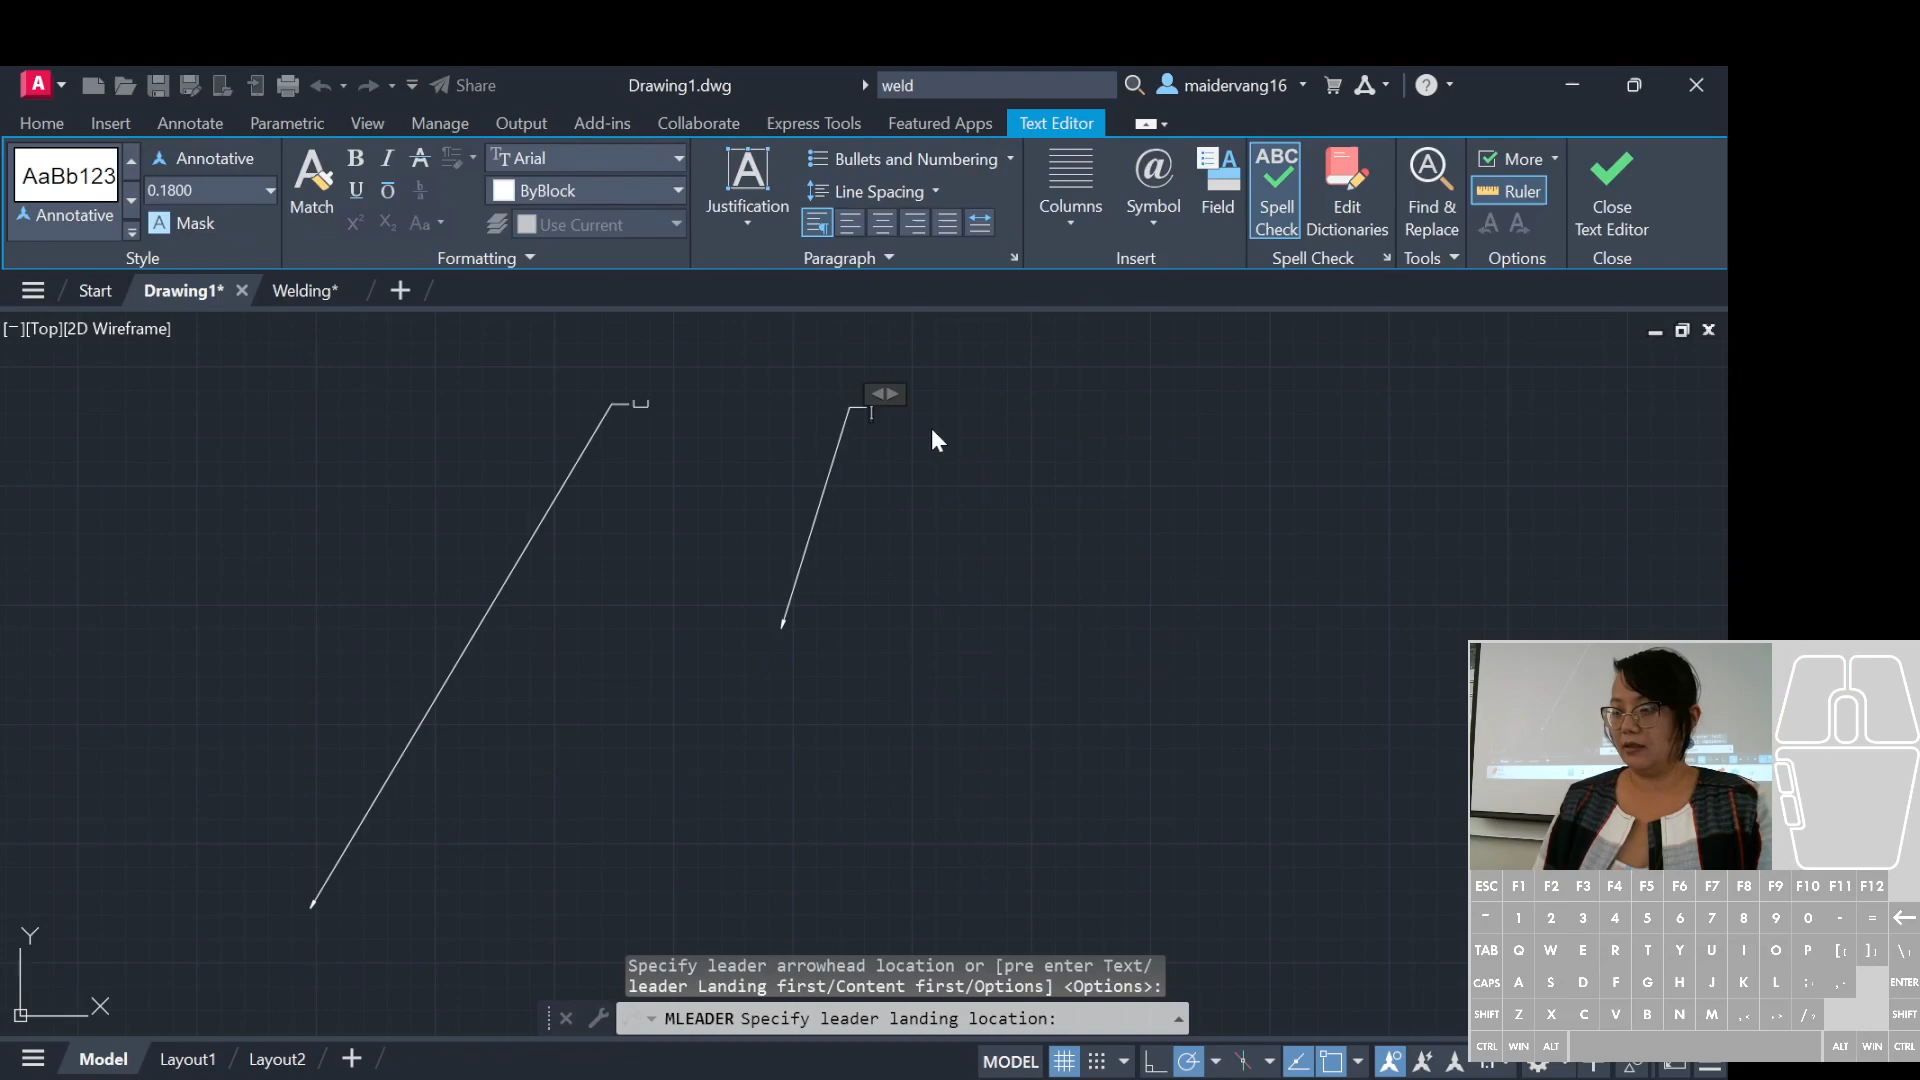 A
Share
Drawing1.dwg
weld
maidervang16
?
Home
Insert
Annotate
Parametric
View
Manage
Output
Add-ins
Collaborate
Express Tools
Featured Apps
Text Editor
AaBb123
Annotative
Annotative
0.1800
A Mask
Style
Match
B I A
U O b/a
X² X₂ Aa
Arial
ByBlock
Use Current
Formatting
Justification
Bullets and Numbering
Line Spacing
Paragraph
Columns
Symbol
Field
Insert
ABC
Spell
Check
Edit
Dictionaries
Spell Check
Find &
Replace
Tools
More
Ruler
Options
Close
Text Editor
Close
Start
Drawing1*
Welding*
[−][Top][2D Wireframe]
Y
X
Specify leader arrowhead location or [pre enter Text/
leader Landing first/Content first/Options] <Options>:
MLEADER Specify leader landing location:
Model
Layout1
Layout2
MODEL
ESC F1 F2 F3 F4 F5 F6 F7 F8 F9 F10 F11 F12
~ 1 2 3 4 5 6 7 8 9 0 - =
TAB Q W E R T Y U I O P [{ ]} \|
CAPS A S D F G H J K L ENTER
SHIFT Z X C V B N M SHIFT
CTRL WIN ALT ALT WIN CTRL